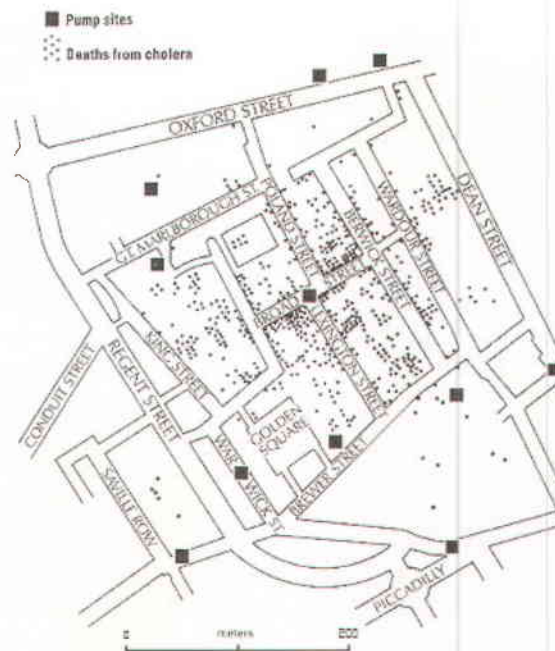 Pump sites
Deaths from cholera
OXFORD STREET
GT. MARLBOROUGH ST.
POLAND STREET
BERWICK STREET
WARDOUR STREET
DEAN STREET
BROAD STREET
LEXINGTON STREET
KING STREET
REGENT STREET
CONDUIT STREET
GOLDEN SQUARE
SAVILLE ROW
WARWICK ST.
BREWER STREET
PICCADILLY
0 meters 200